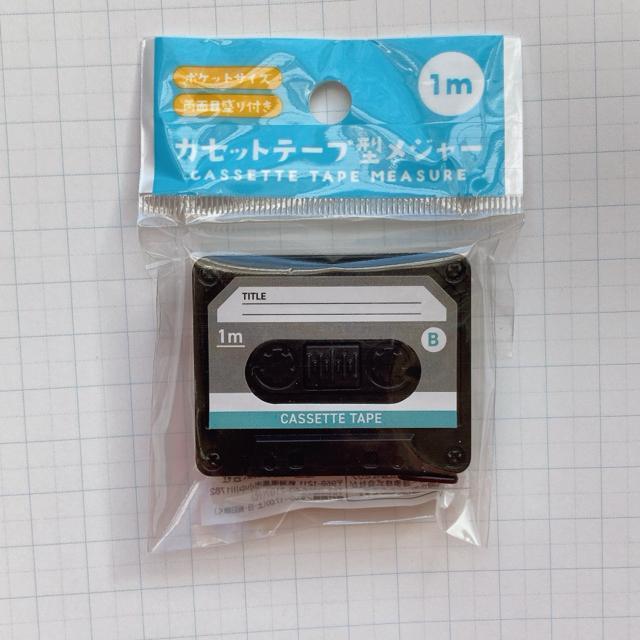 ポケットサイズ
両面目盛り付き
1m
カセットテープ型メジャー
CASSETTE TAPE MEASURE
TITLE
1m
B
CASSETTE TAPE